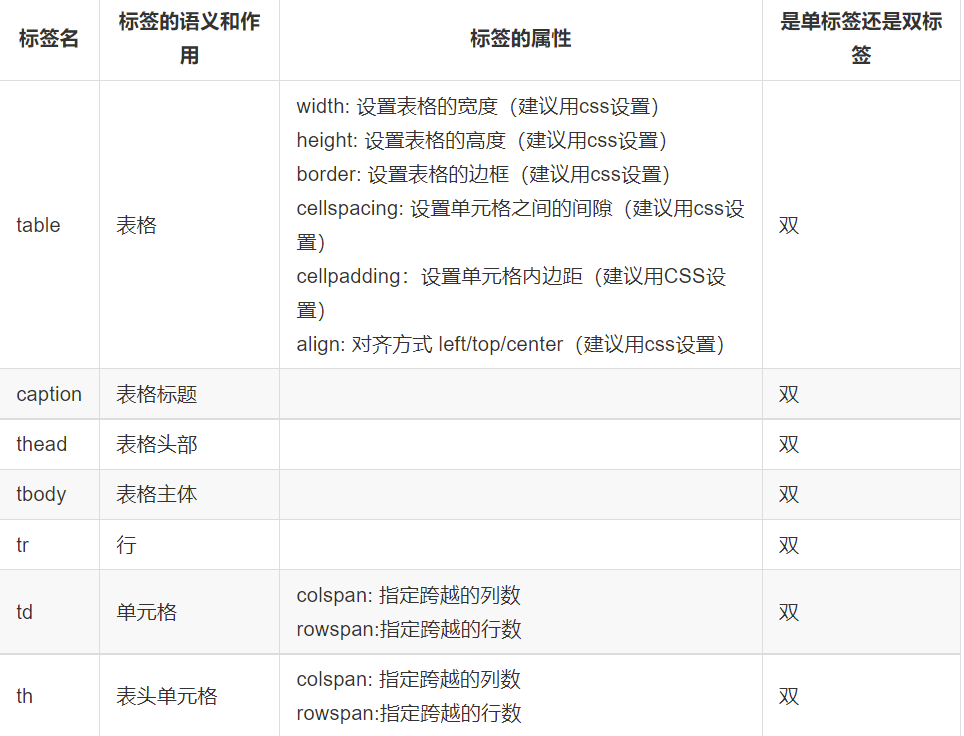 标签名
标签的语义和作
用
标签的属性
是单标签还是双标
签
table
表格
width: 设置表格的宽度（建议用css设置）
height: 设置表格的高度（建议用css设置）
border: 设置表格的边框（建议用css设置）
cellspacing: 设置单元格之间的间隙（建议用css设
置）
cellpadding：设置单元格内边距（建议用CSS设
置）
align: 对齐方式 left/top/center（建议用css设置）
双
caption
表格标题
双
thead
表格头部
双
tbody
表格主体
双
tr
行
双
td
单元格
colspan: 指定跨越的列数
rowspan:指定跨越的行数
双
th
表头单元格
colspan: 指定跨越的列数
rowspan:指定跨越的行数
双